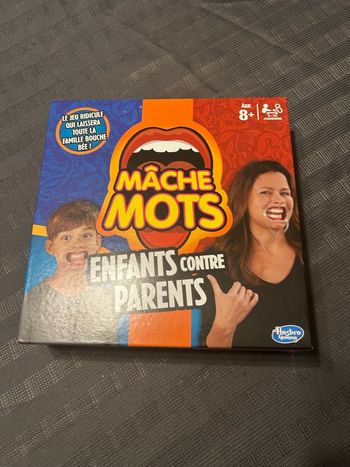 LE JEU RIDICULE
QUI LAISSERA
TOUTE LA
FAMILLE BOUCHE
BÉE !
ÂGE
8+
MÂCHE
MOTS
ENFANTS CONTRE
PARENTS
Hasbro
Gaming